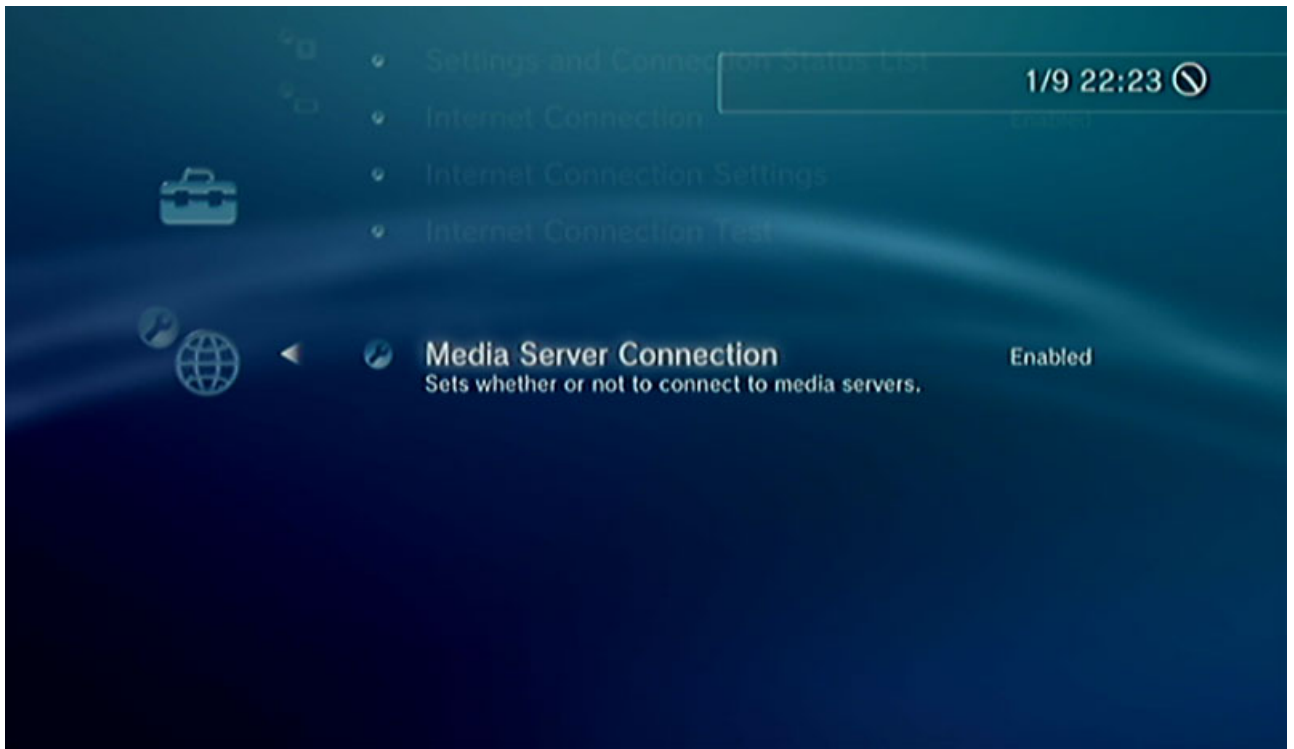 Settings and Connection Status List
1/9 22:23
Internet Connection
Enabled
Internet Connection Settings
Internet Connection Test
Media Server Connection
Enabled
Sets whether or not to connect to media servers.